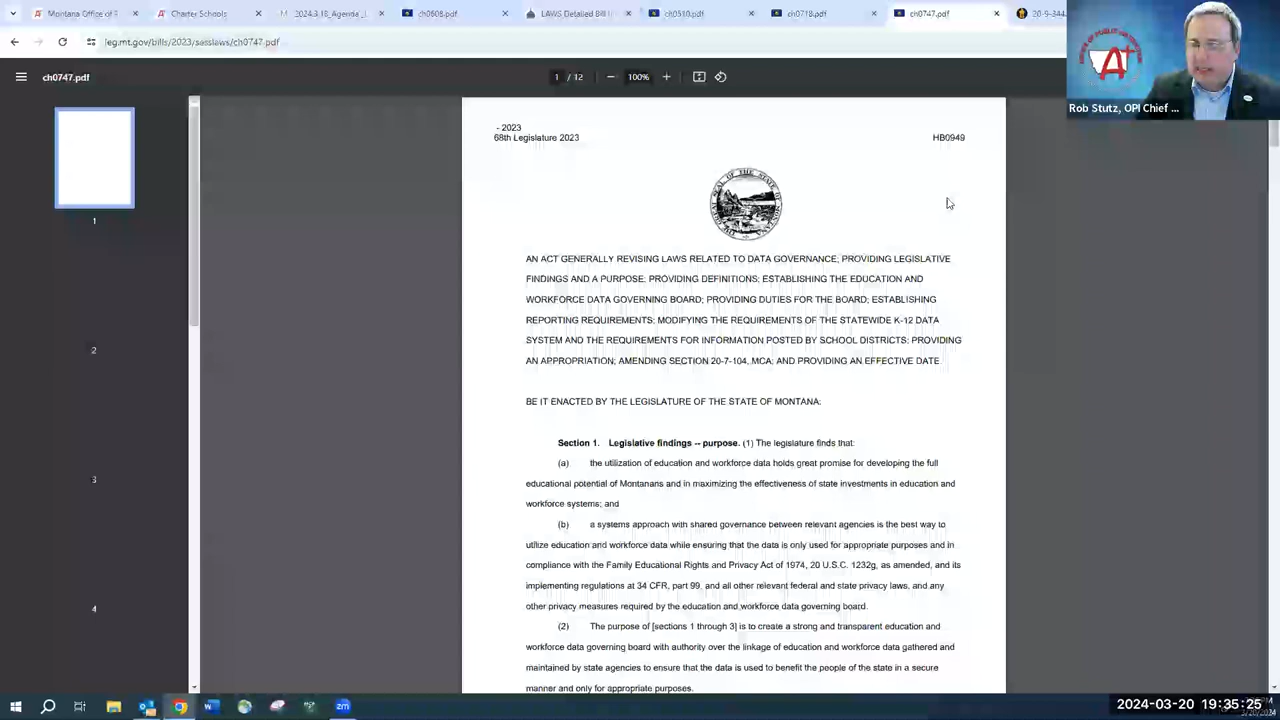 Montana Office of P
Charter Schools
2024.3.18_Agenda_(
ch0608.pdf
LAWS Detailed Bill I
ch0510.pdf
ch0718.pdf
ch0747.pdf
20-9-344
leg.mt.gov/bills/2023/sesslaws/ch0747.pdf
ch0747.pdf
1 / 12
100%
Rob Stutz, OPI Chief ...
- 2023
68th Legislature 2023
HB0949
AN ACT GENERALLY REVISING LAWS RELATED TO DATA GOVERNANCE; PROVIDING LEGISLATIVE
FINDINGS AND A PURPOSE; PROVIDING DEFINITIONS; ESTABLISHING THE EDUCATION AND
WORKFORCE DATA GOVERNING BOARD; PROVIDING DUTIES FOR THE BOARD; ESTABLISHING
REPORTING REQUIREMENTS; MODIFYING THE REQUIREMENTS OF THE STATEWIDE K-12 DATA
SYSTEM AND THE REQUIREMENTS FOR INFORMATION POSTED BY SCHOOL DISTRICTS; PROVIDING
AN APPROPRIATION; AMENDING SECTION 20-7-104, MCA; AND PROVIDING AN EFFECTIVE DATE.
BE IT ENACTED BY THE LEGISLATURE OF THE STATE OF MONTANA:
Section 1. Legislative findings -- purpose. (1) The legislature finds that:
(a) the utilization of education and workforce data holds great promise for developing the full
educational potential of Montanans and in maximizing the effectiveness of state investments in education and
workforce systems; and
(b) a systems approach with shared governance between relevant agencies is the best way to
utilize education and workforce data while ensuring that the data is only used for appropriate purposes and in
compliance with the Family Educational Rights and Privacy Act of 1974, 20 U.S.C. 1232g, as amended, and its
implementing regulations at 34 CFR, part 99, and all other relevant federal and state privacy laws, and any
other privacy measures required by the education and workforce data governing board.
(2) The purpose of [sections 1 through 3] is to create a strong and transparent education and
workforce data governing board with authority over the linkage of education and workforce data gathered and
maintained by state agencies to ensure that the data is used to benefit the people of the state in a secure
manner and only for appropriate purposes.
1
2
3
4
2024-03-20 19:35:25